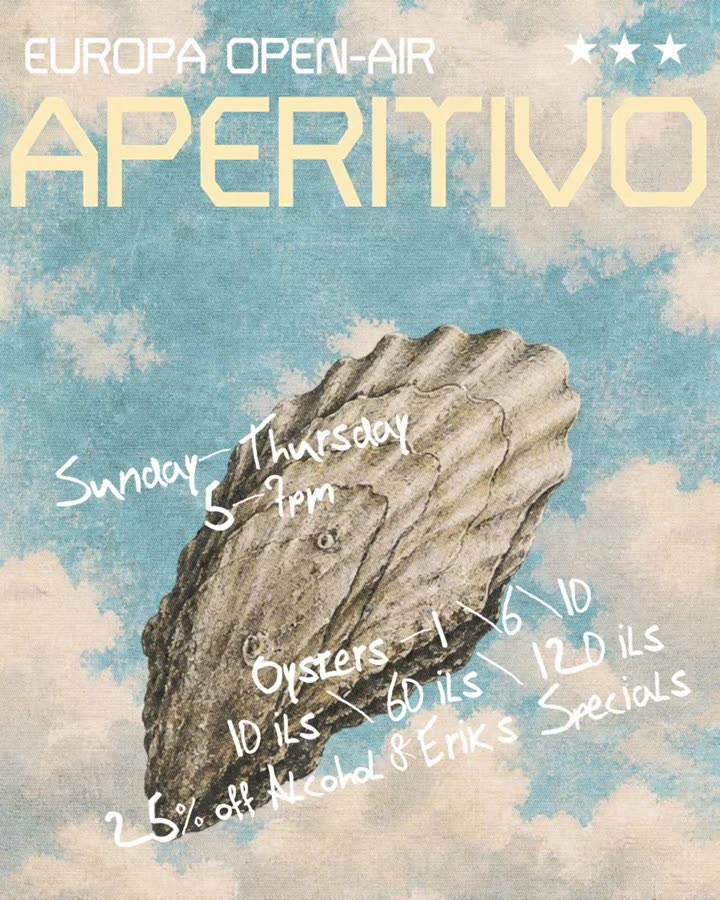 EUROPA OPEN-AIR ★★★
APERITIVO
Sunday - Thursday
5-7pm
Oysters - 1 \ 6 \ 10
10 iLS \ 60 iLS \ 120 iLS
25% off Alcohol & Eriks Specials